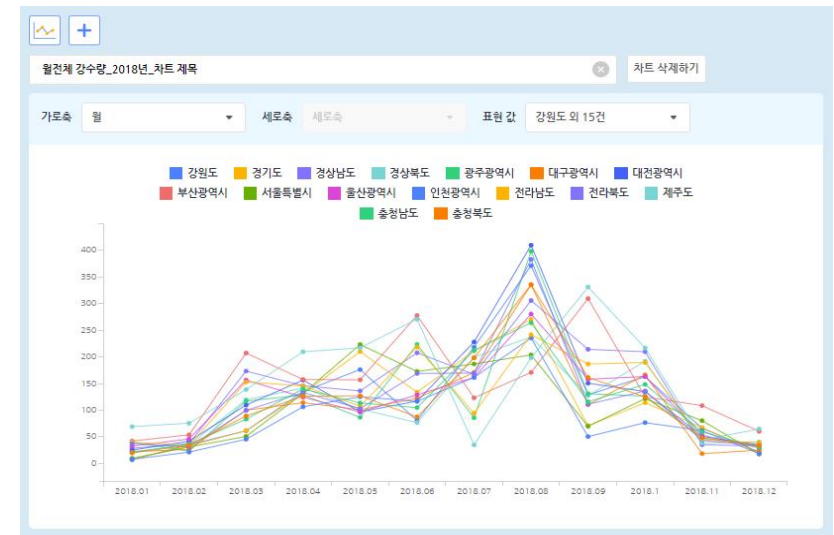 월전체 강수량_2018년_차트 제목
차트 삭제하기
가로축 월 세로축 세로축 표현 값 강원도 외 15건
강원도 경기도 경상남도 경상북도 광주광역시 대구광역시 대전광역시
부산광역시 서울특별시 울산광역시 인천광역시 전라남도 전라북도 제주도
충청남도 충청북도
400
350
300
250
200
150
100
50
0
2018.01 2018.02 2018.03 2018.04 2018.05 2018.06 2018.07 2018.08 2018.09 2018.1 2018.11 2018.12